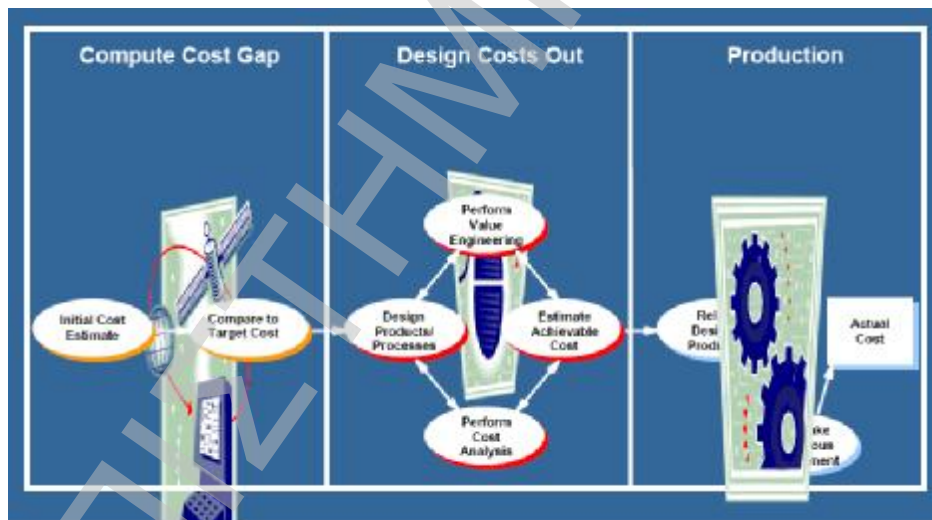 Compute Cost Gap
Design Costs Out
Production
Initial Cost
Estimate
Compare to
Target Cost
Design
Products/
Processes
Perform
Value
Engineering
Estimate
Achievable
Cost
Perform
Cost
Analysis
Actual
Cost